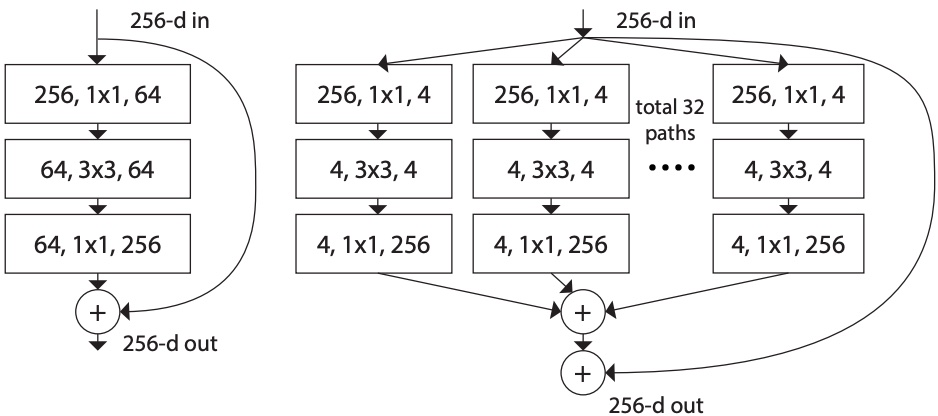 256-d in
256, 1x1, 64
64, 3x3, 64
64, 1x1, 256
+
256-d out
256-d in
256, 1x1, 4
256, 1x1, 4
total 32
paths
256, 1x1, 4
4, 3x3, 4
4, 3x3, 4
....
4, 3x3, 4
4, 1x1, 256
4, 1x1, 256
4, 1x1, 256
+
+
256-d out